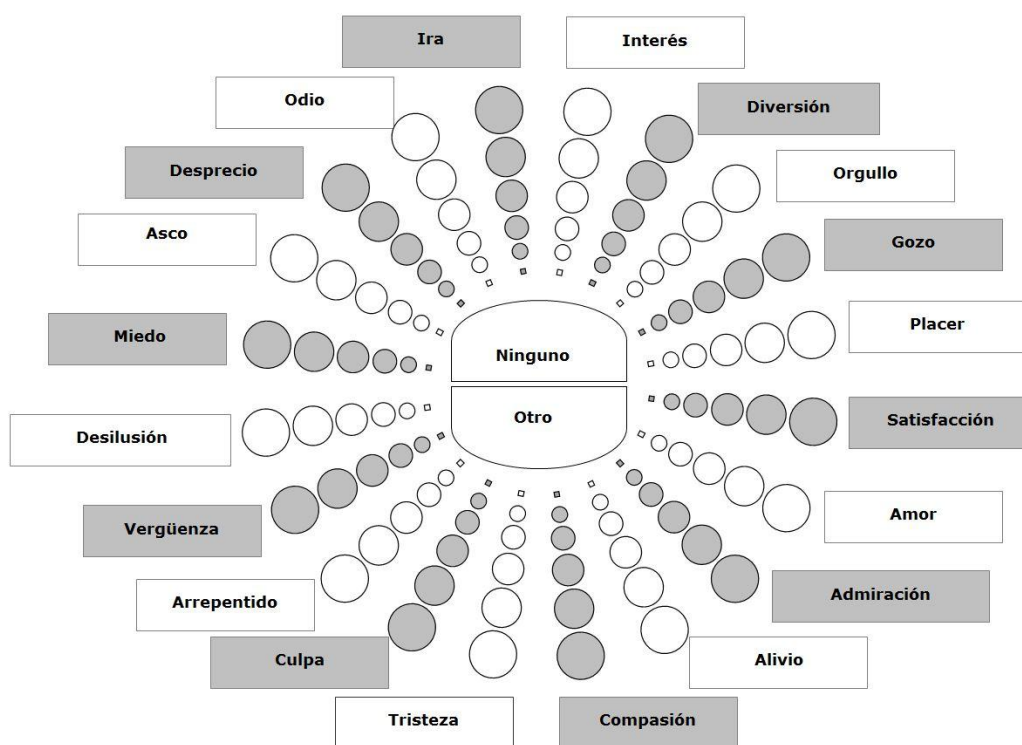 Ira
Interés
Odio
Diversión
Desprecio
Orgullo
Asco
Gozo
Miedo
Placer
Ninguno
Otro
Desilusión
Satisfacción
Vergüenza
Amor
Arrepentido
Admiración
Culpa
Alivio
Tristeza
Compasión